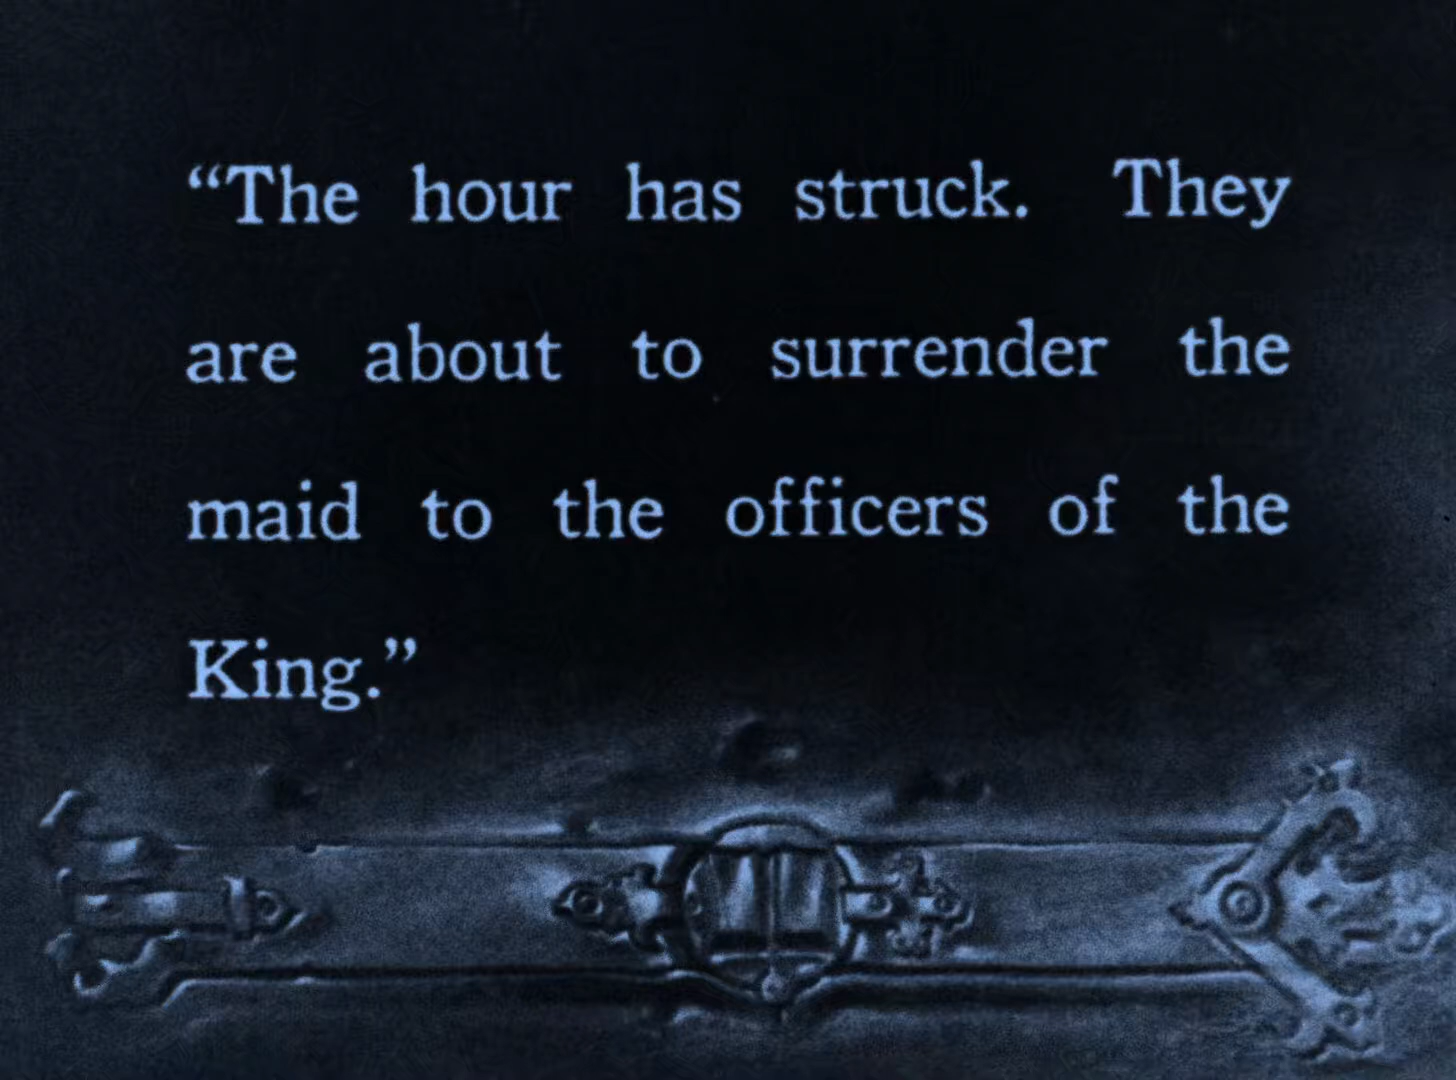 “The hour has struck. They
are about to surrender the
maid to the officers of the
King.”